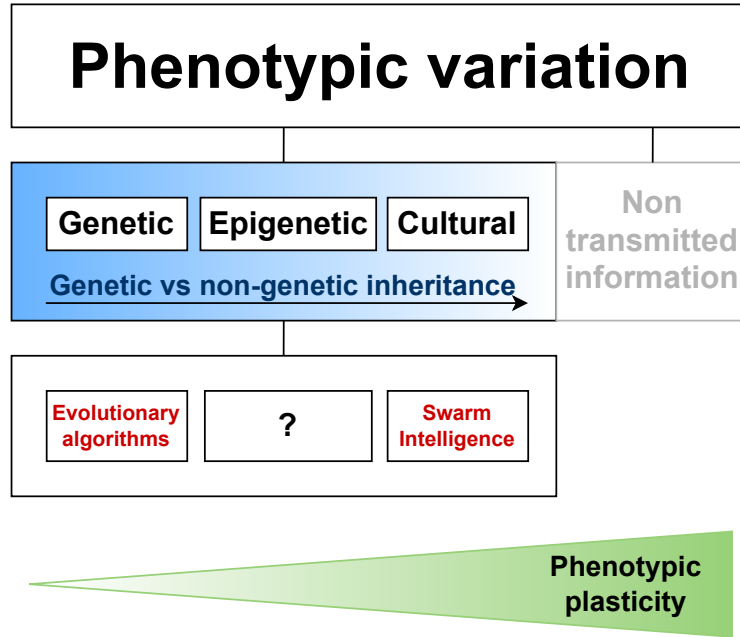 Phenotypic variation
Genetic
Epigenetic
Cultural
Non
transmitted
information
Genetic vs non-genetic inheritance
Evolutionary
algorithms
?
Swarm
Intelligence
Phenotypic
plasticity